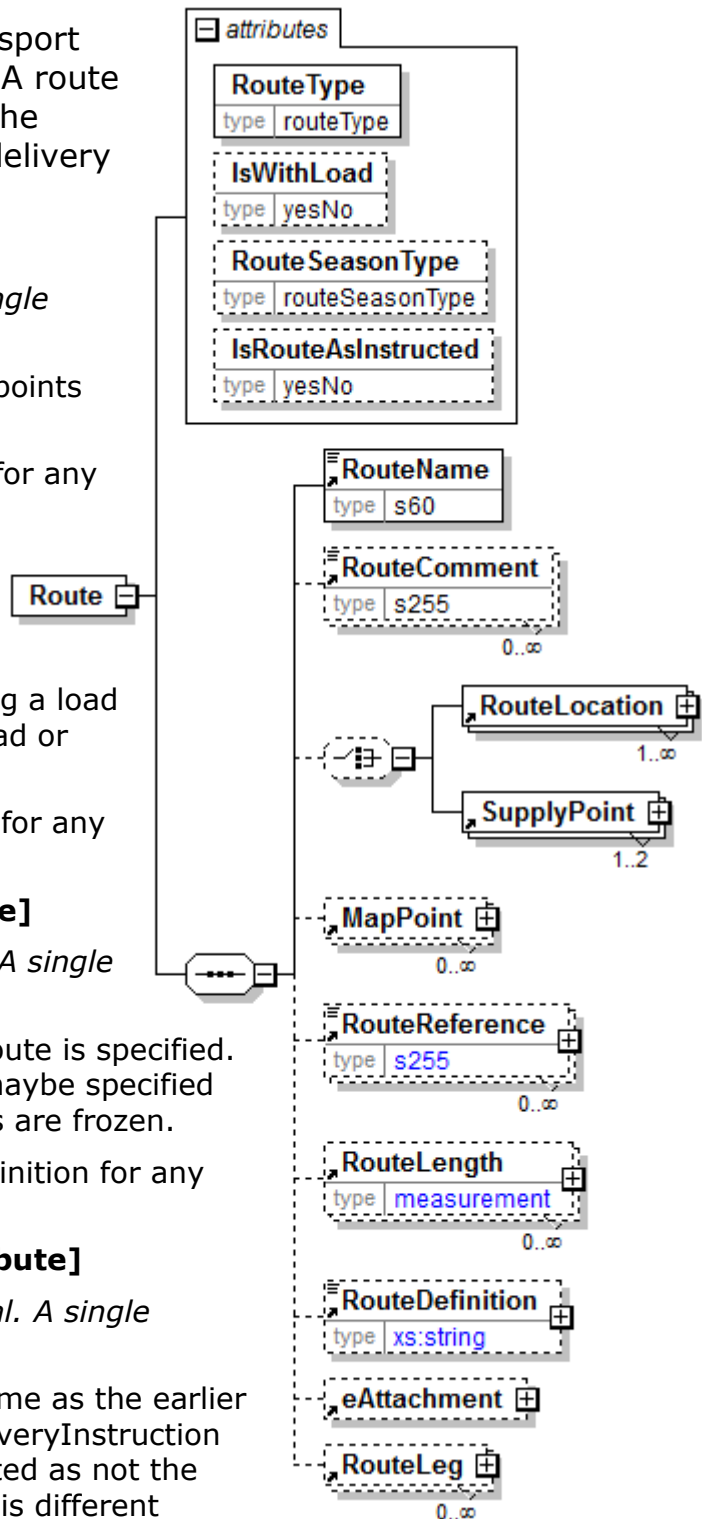 sport
A route
he
delivery
ngle
points
for any
g a load
ad or
for any
e]
A single
oute is specified.
maybe specified
s are frozen.
inition for any
bute]
al. A single
me as the earlier
veryInstruction
ted as not the
is different
attributes
RouteType
type routeType
IsWithLoad
type yesNo
RouteSeasonType
type routeSeasonType
IsRouteAsInstructed
type yesNo
Route
RouteName
type s60
RouteComment
type s255
0..∞
RouteLocation
1..∞
SupplyPoint
1..2
MapPoint
0..∞
RouteReference
type s255
0..∞
RouteLength
type measurement
0..∞
RouteDefinition
type xs:string
eAttachment
RouteLeg
0..∞